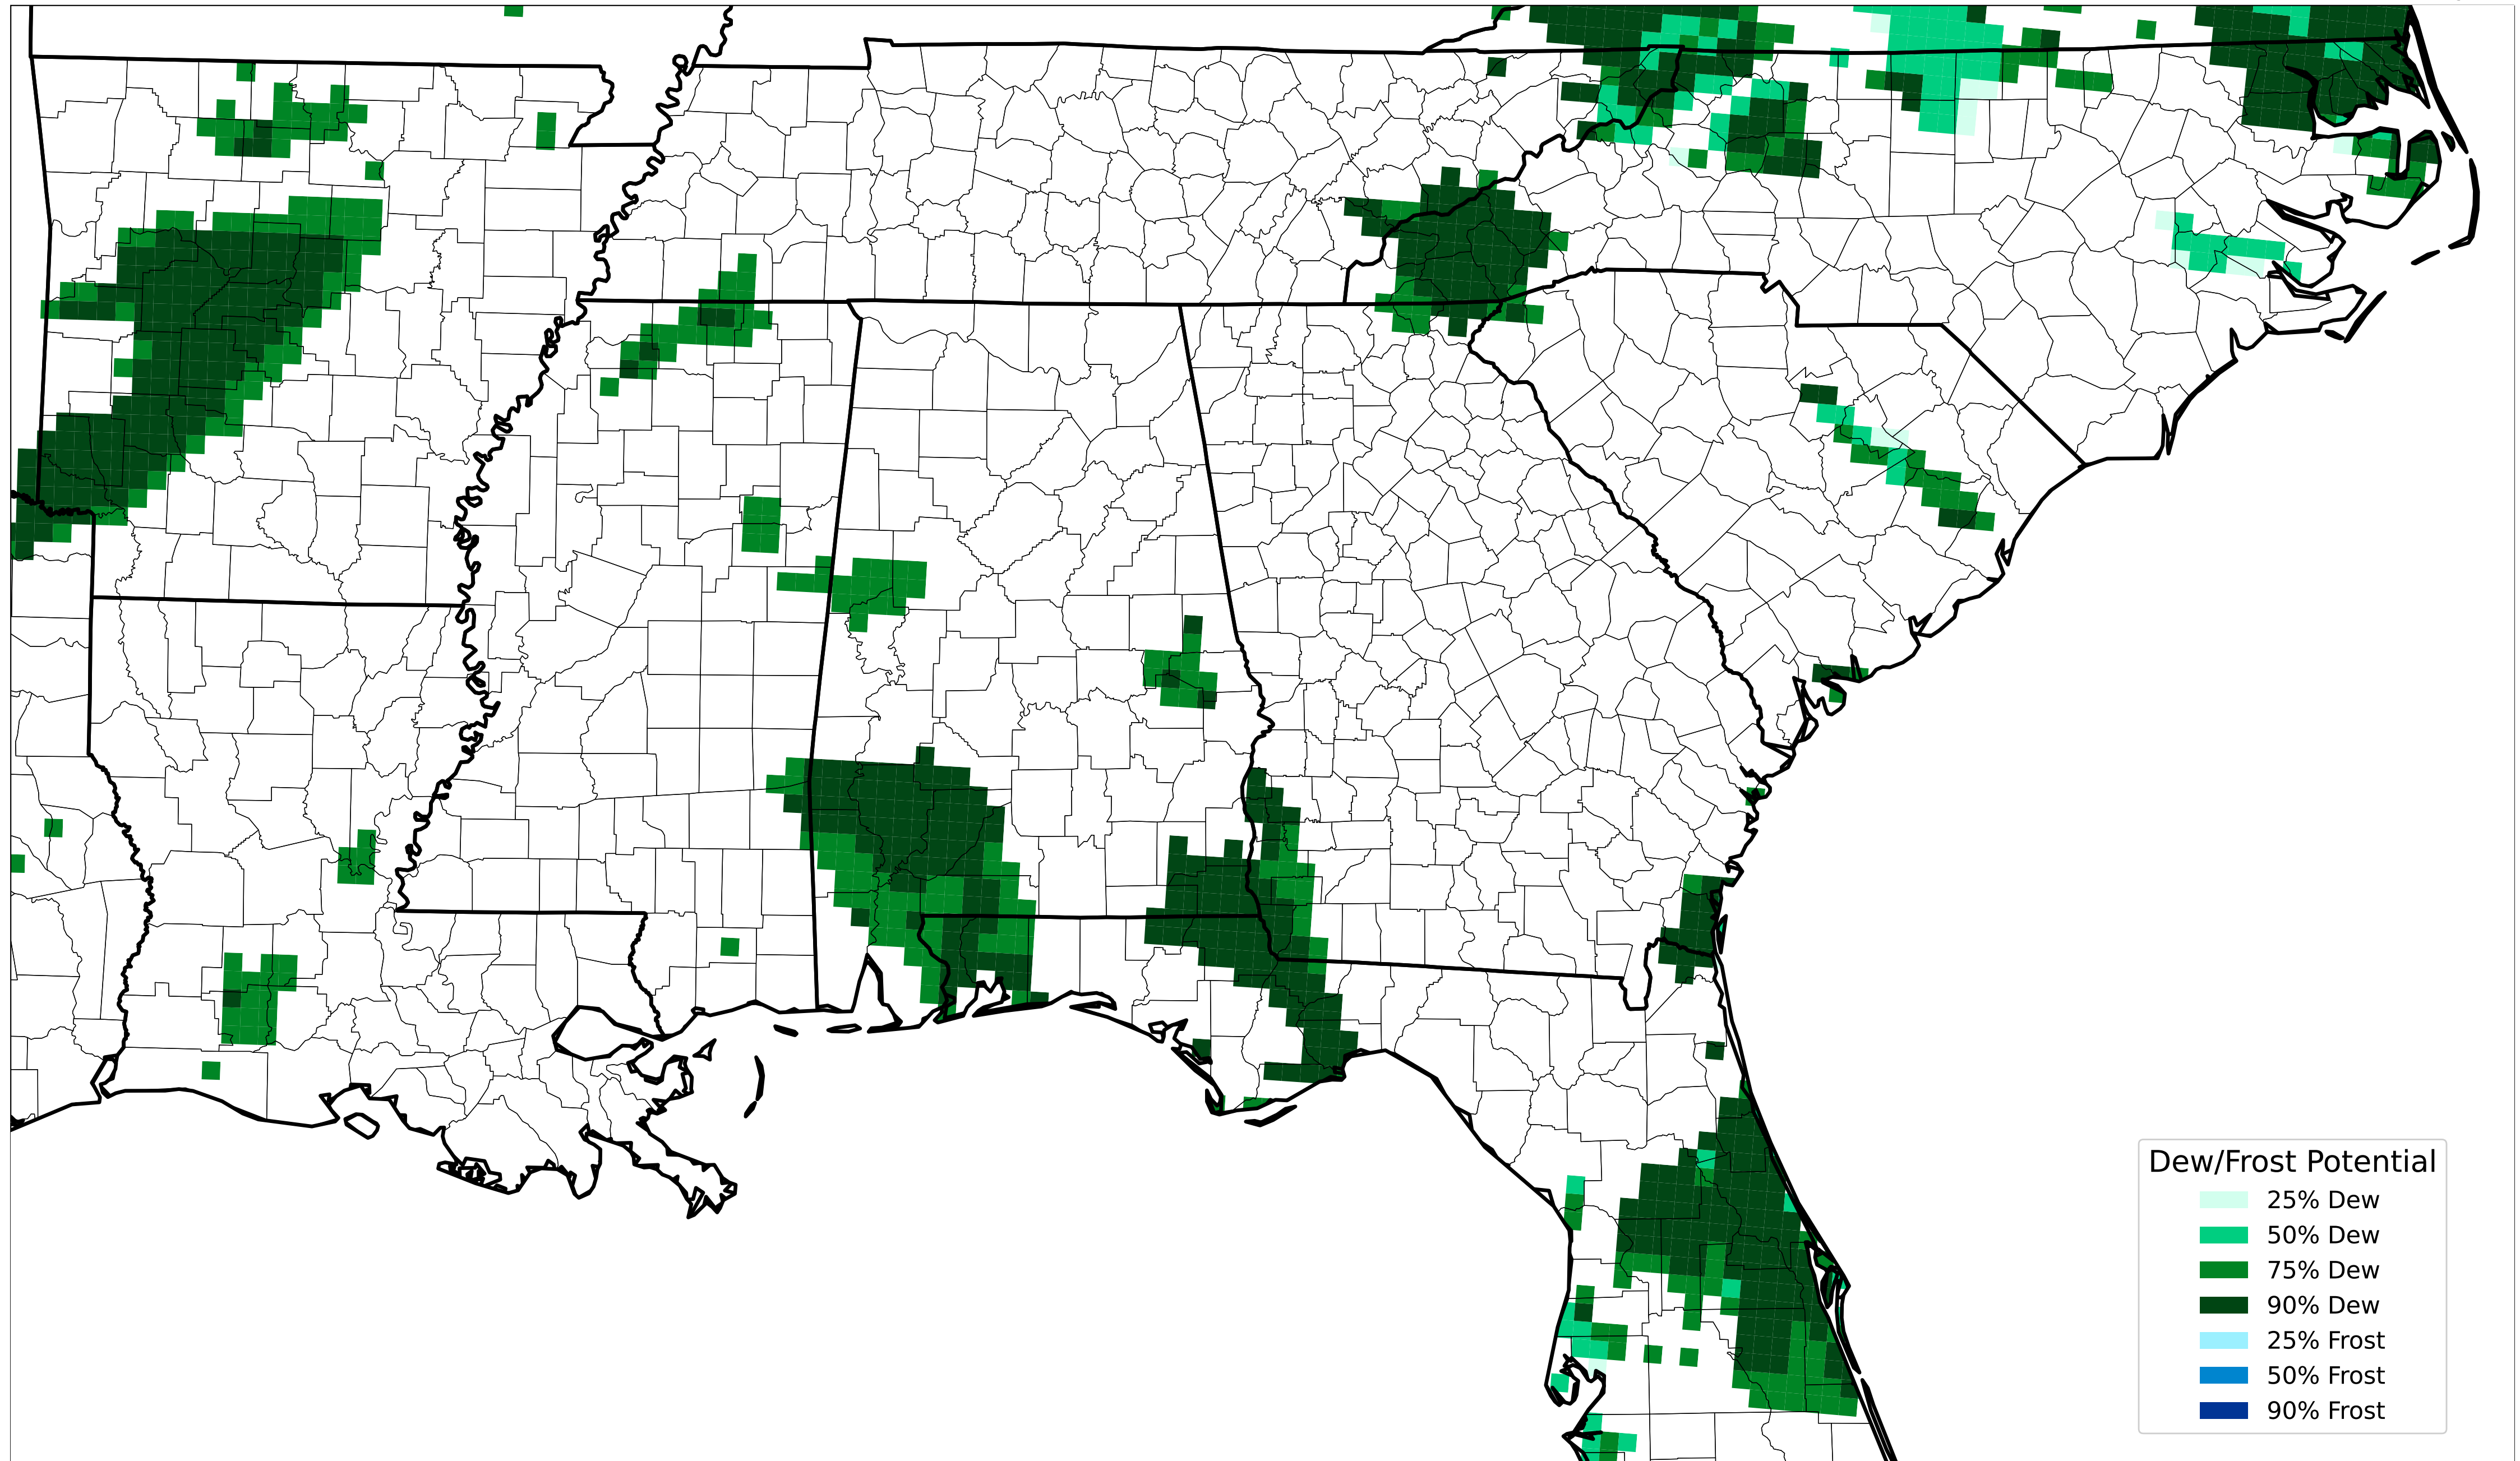 Dew/Frost Potential
25% Dew
50% Dew
75% Dew
90% Dew
25% Frost
50% Frost
90% Frost